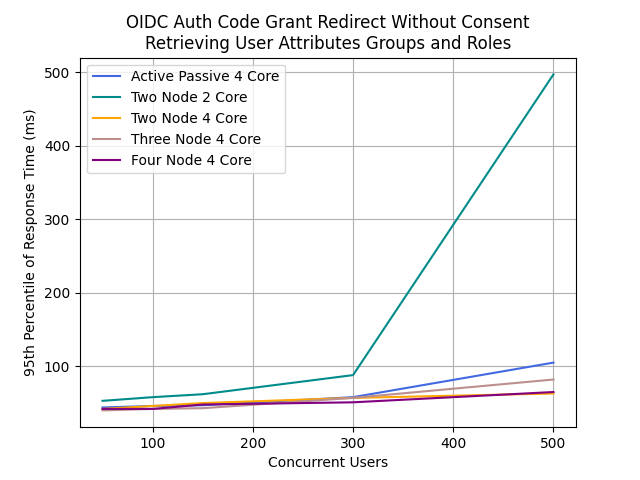 OIDC Auth Code Grant Redirect Without Consent
Retrieving User Attributes Groups and Roles
Active Passive 4 Core
Two Node 2 Core
Two Node 4 Core
Three Node 4 Core
Four Node 4 Core
95th Percentile of Response Time (ms)
500
400
300
200
100
100 200 300 400 500
Concurrent Users